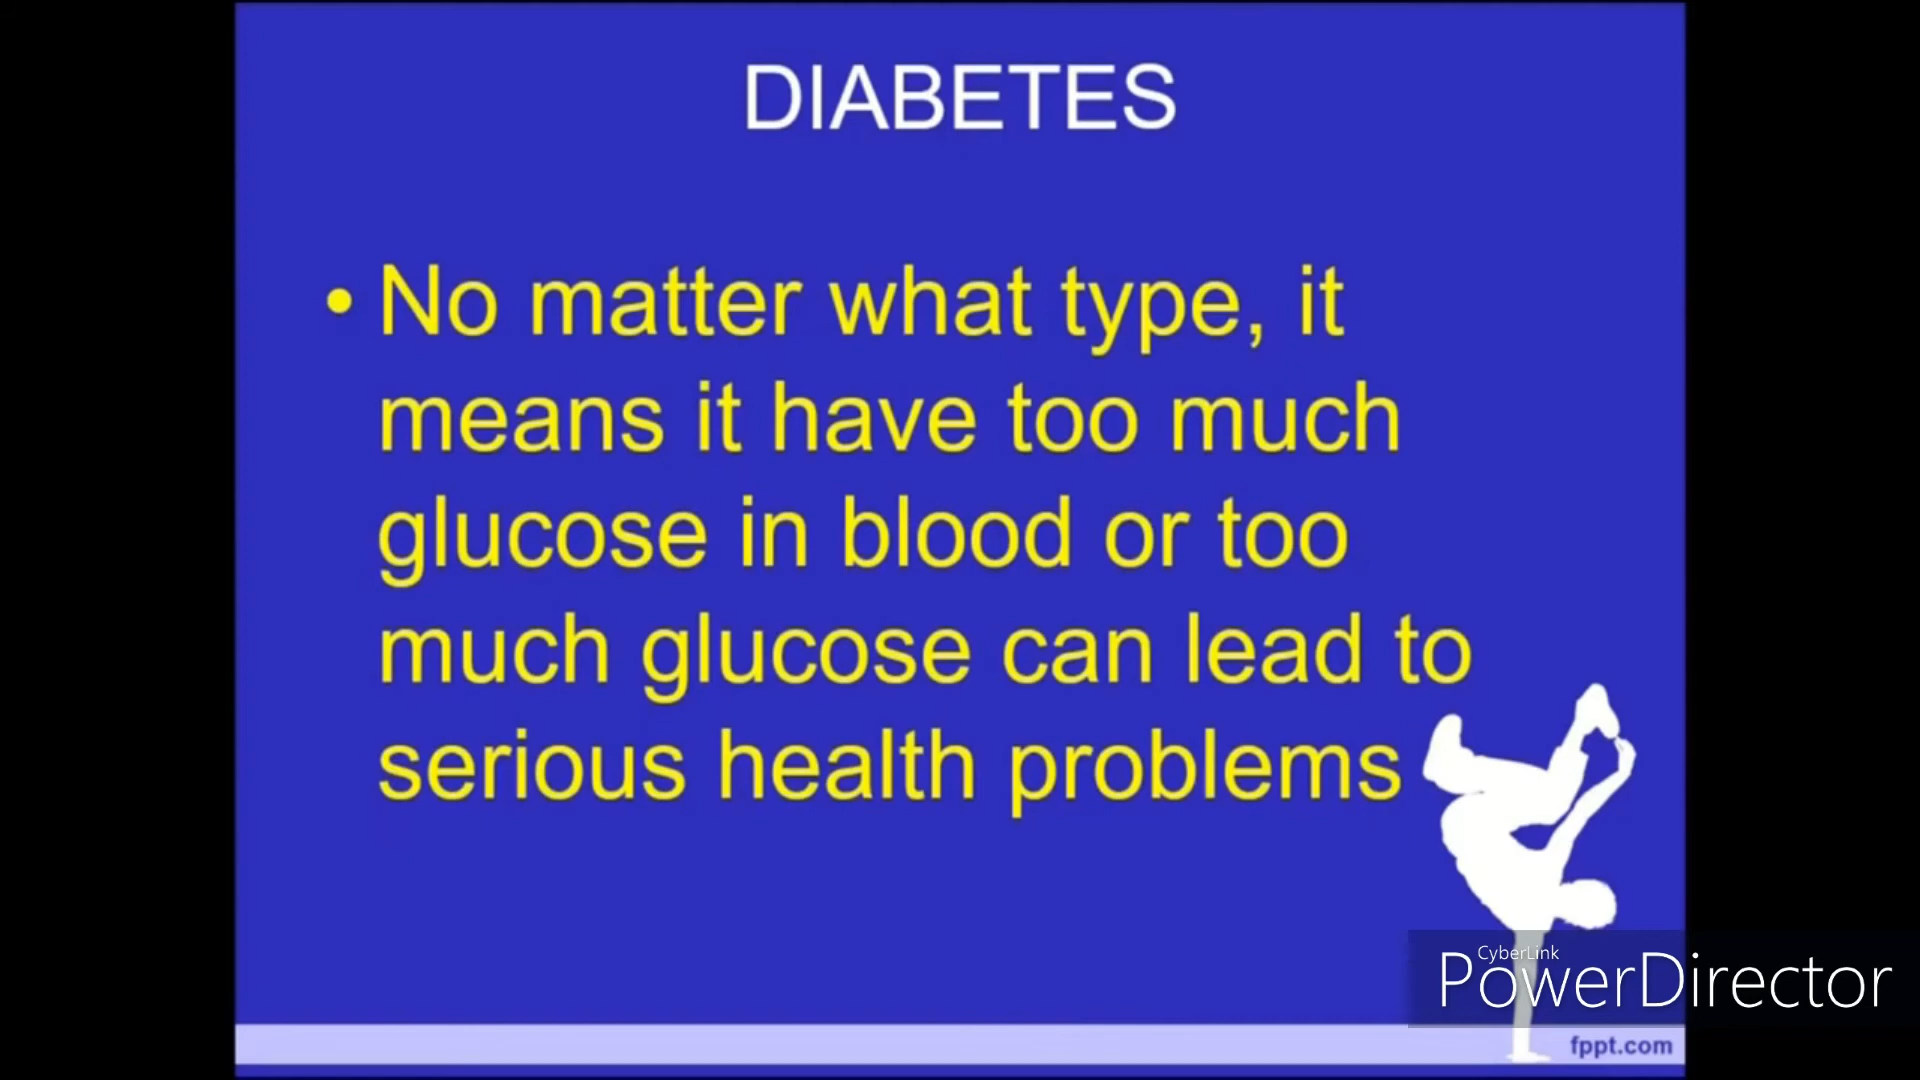 DIABETES
• No matter what type, it
means it have too much
glucose in blood or too
much glucose can lead to
serious health problems
CyberLink
PowerDirector
fppt.com